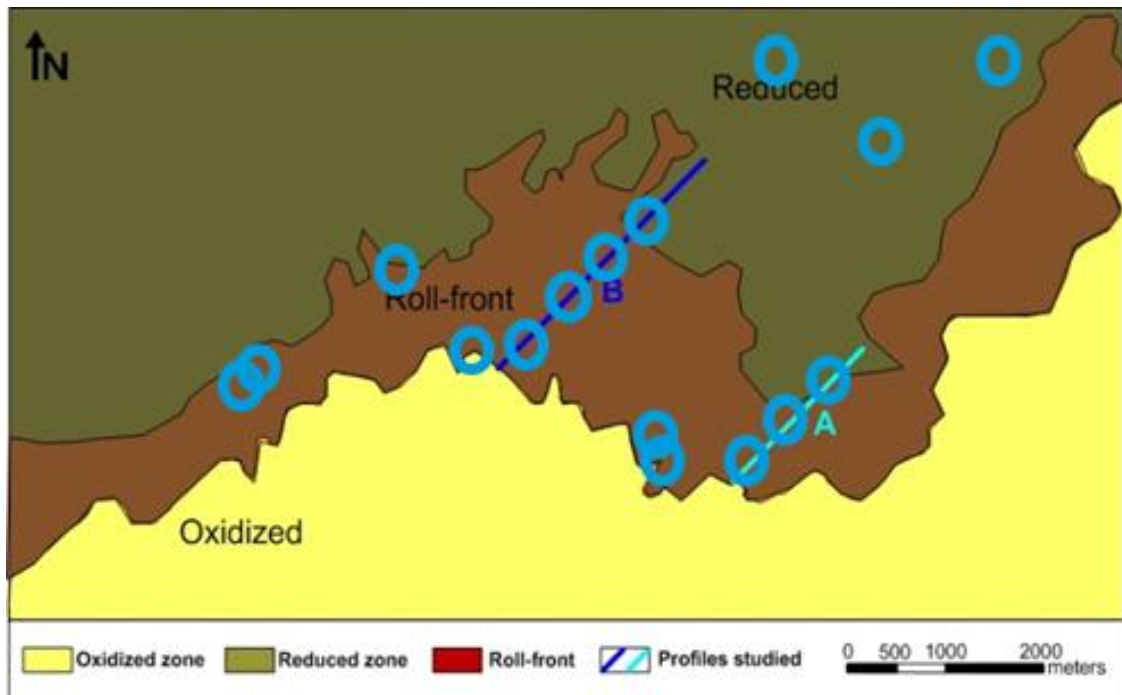 N
Reduced
B
Roll-front
A
Oxidized
Oxidized zone
Reduced zone
Roll-front
Profiles studied
0 500 1000 2000
meters